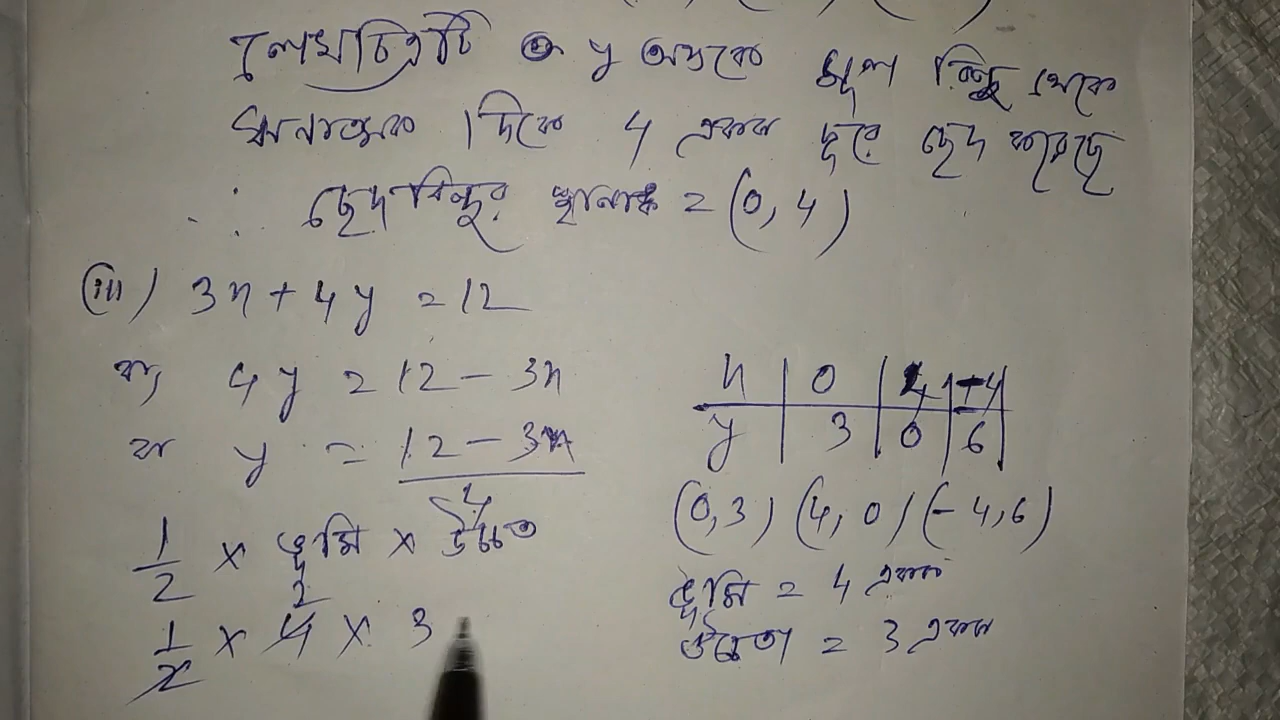 লেখচিত্রটি y অক্ষকে মূল বিন্দু থেকে
ধনাত্মক দিকে 4 একক দূরে ছেদ করেছে
∴ ছেদবিন্দুর স্থানাঙ্ক = (0, 4)
(iii) 3x + 4y = 12
বা, 4y = 12 - 3x
বা y = (12 - 3x)/4
x | 0 | 4 | -4
y | 3 | 0 | 6
(0,3) (4, 0) (-4,6)
1/2 × ভূমি × উচ্চতা
ভূমি = 4 একক
উচ্চতা = 3 একক
2
1/2 × 4 × 3